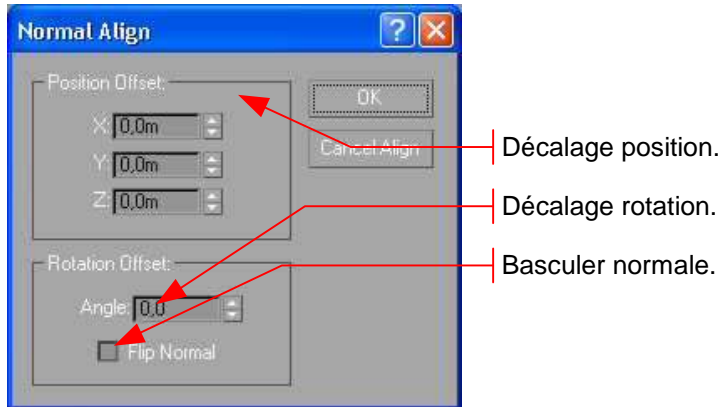 Normal Align
Position Offset:
X: 0,0m
Y: 0,0m
Z: 0,0m
OK
Cancel Align
Rotation Offset:
Angle: 0,0
Flip Normal
Décalage position.
Décalage rotation.
Basculer normale.